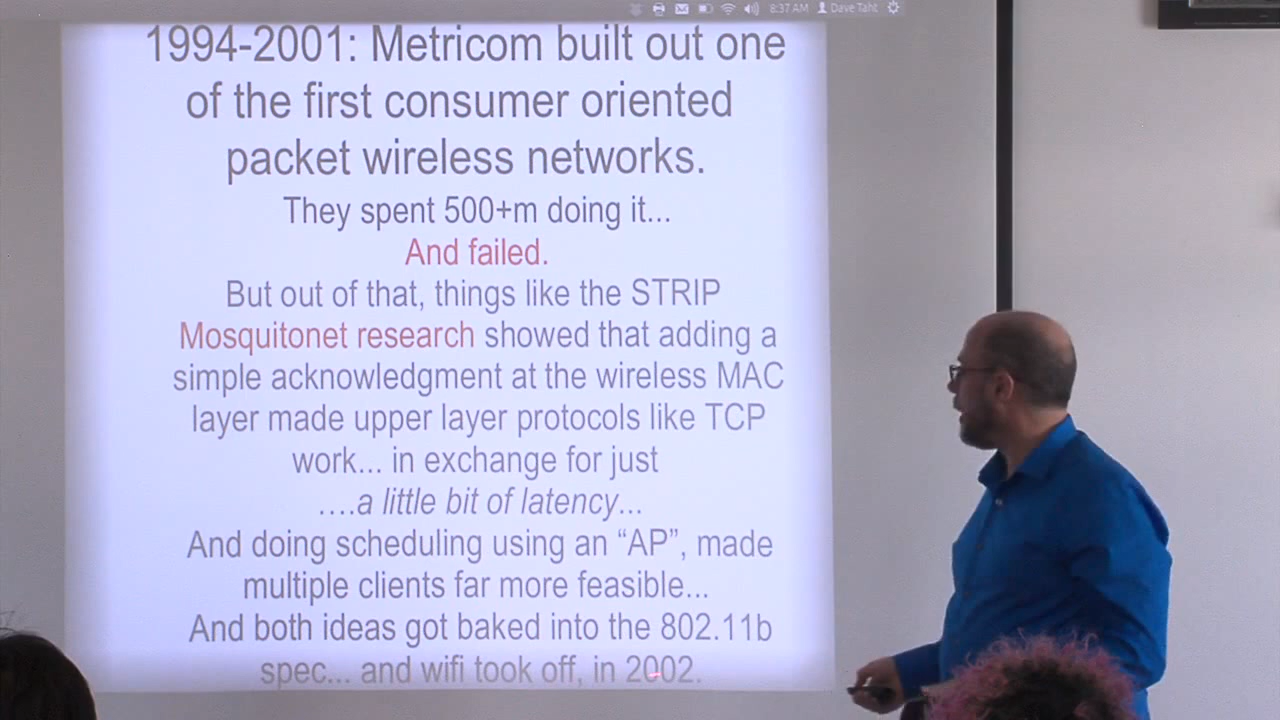 8:37 AM Dave Taht
1994-2001: Metricom built out one
of the first consumer oriented
packet wireless networks.
They spent 500+m doing it...
And failed.
But out of that, things like the STRIP
Mosquitonet research showed that adding a
simple acknowledgment at the wireless MAC
layer made upper layer protocols like TCP
work... in exchange for just
....a little bit of latency...
And doing scheduling using an “AP”, made
multiple clients far more feasible...
And both ideas got baked into the 802.11b
spec... and wifi took off, in 2002.